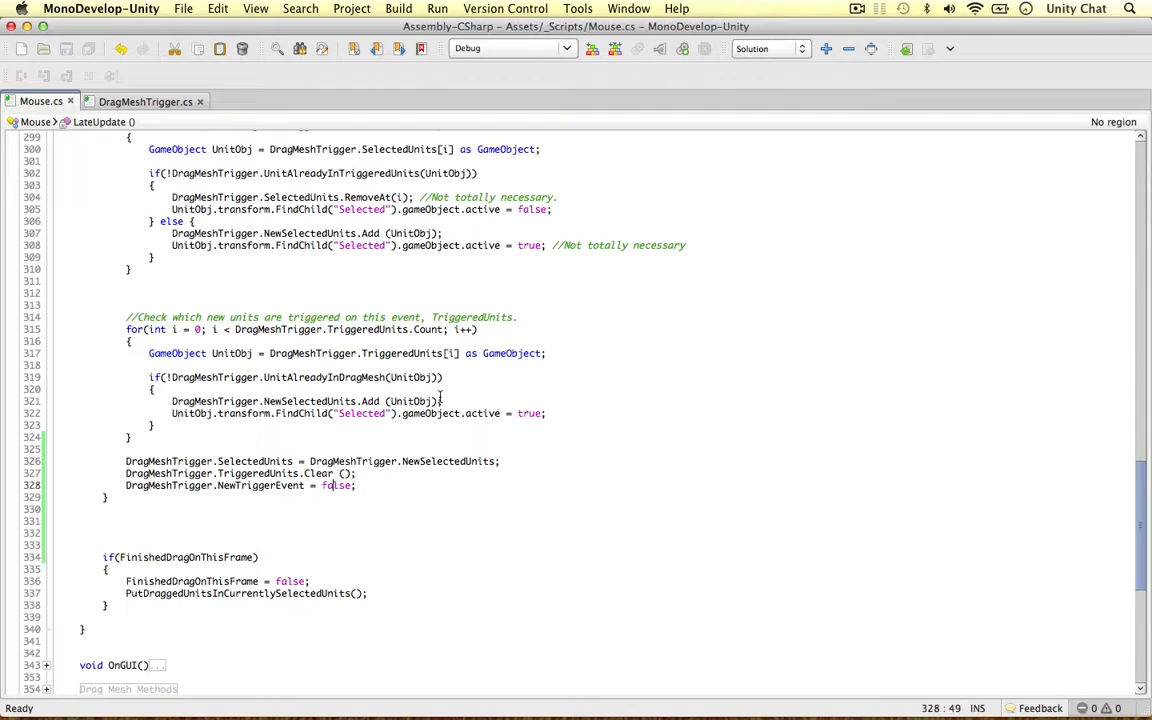 MonoDevelop-Unity File Edit View Search Project Build Run Version Control Tools Window Help Unity Chat
Assembly-CSharp - Assets/_Scripts/Mouse.cs - MonoDevelop-Unity
Debug Solution
Mouse.cs × DragMeshTrigger.cs ×
Mouse LateUpdate () No region
299 {
300 GameObject UnitObj = DragMeshTrigger.SelectedUnits[i] as GameObject;
301
302 if(!DragMeshTrigger.UnitAlreadyInTriggeredUnits(UnitObj))
303 {
304 DragMeshTrigger.SelectedUnits.RemoveAt(i); //Not totally necessary.
305 UnitObj.transform.FindChild("Selected").gameObject.active = false;
306 } else {
307 DragMeshTrigger.NewSelectedUnits.Add (UnitObj);
308 UnitObj.transform.FindChild("Selected").gameObject.active = true; //Not totally necessary
309 }
310 }
311
312
313
314 //Check which new units are triggered on this event, TriggeredUnits.
315 for(int i = 0; i < DragMeshTrigger.TriggeredUnits.Count; i++)
316 {
317 GameObject UnitObj = DragMeshTrigger.TriggeredUnits[i] as GameObject;
318
319 if(!DragMeshTrigger.UnitAlreadyInDragMesh(UnitObj))
320 {
321 DragMeshTrigger.NewSelectedUnits.Add (UnitObj);
322 UnitObj.transform.FindChild("Selected").gameObject.active = true;
323 }
324 }
325
326 DragMeshTrigger.SelectedUnits = DragMeshTrigger.NewSelectedUnits;
327 DragMeshTrigger.TriggeredUnits.Clear ();
328 DragMeshTrigger.NewTriggerEvent = false;
329 }
330
331
332
333
334 if(FinishedDragOnThisFrame)
335 {
336 FinishedDragOnThisFrame = false;
337 PutDraggedUnitsInCurrentlySelectedUnits();
338 }
339
340 }
341
342
343 void OnGUI()...
354 Drag Mesh Methods
Ready 328 : 49 INS Feedback 0 0